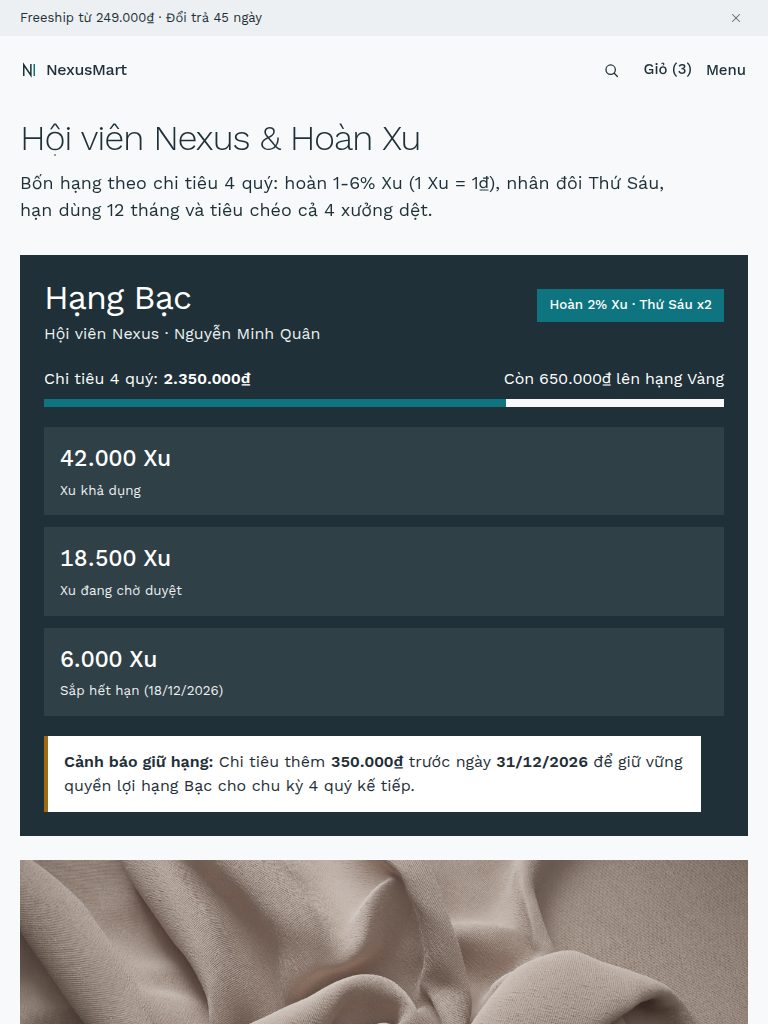 Freeship từ 249.000₫ · Đổi trả 45 ngày
NexusMart
Giỏ (3)
Menu
Hội viên Nexus & Hoàn Xu
Bốn hạng theo chi tiêu 4 quý: hoàn 1-6% Xu (1 Xu = 1₫), nhân đôi Thứ Sáu,
hạn dùng 12 tháng và tiêu chéo cả 4 xưởng dệt.
Hạng Bạc
Hội viên Nexus · Nguyễn Minh Quân
Hoàn 2% Xu · Thứ Sáu x2
Chi tiêu 4 quý: 2.350.000₫
Còn 650.000₫ lên hạng Vàng
42.000 Xu
Xu khả dụng
18.500 Xu
Xu đang chờ duyệt
6.000 Xu
Sắp hết hạn (18/12/2026)
Cảnh báo giữ hạng: Chi tiêu thêm 350.000₫ trước ngày 31/12/2026 để giữ vững
quyền lợi hạng Bạc cho chu kỳ 4 quý kế tiếp.